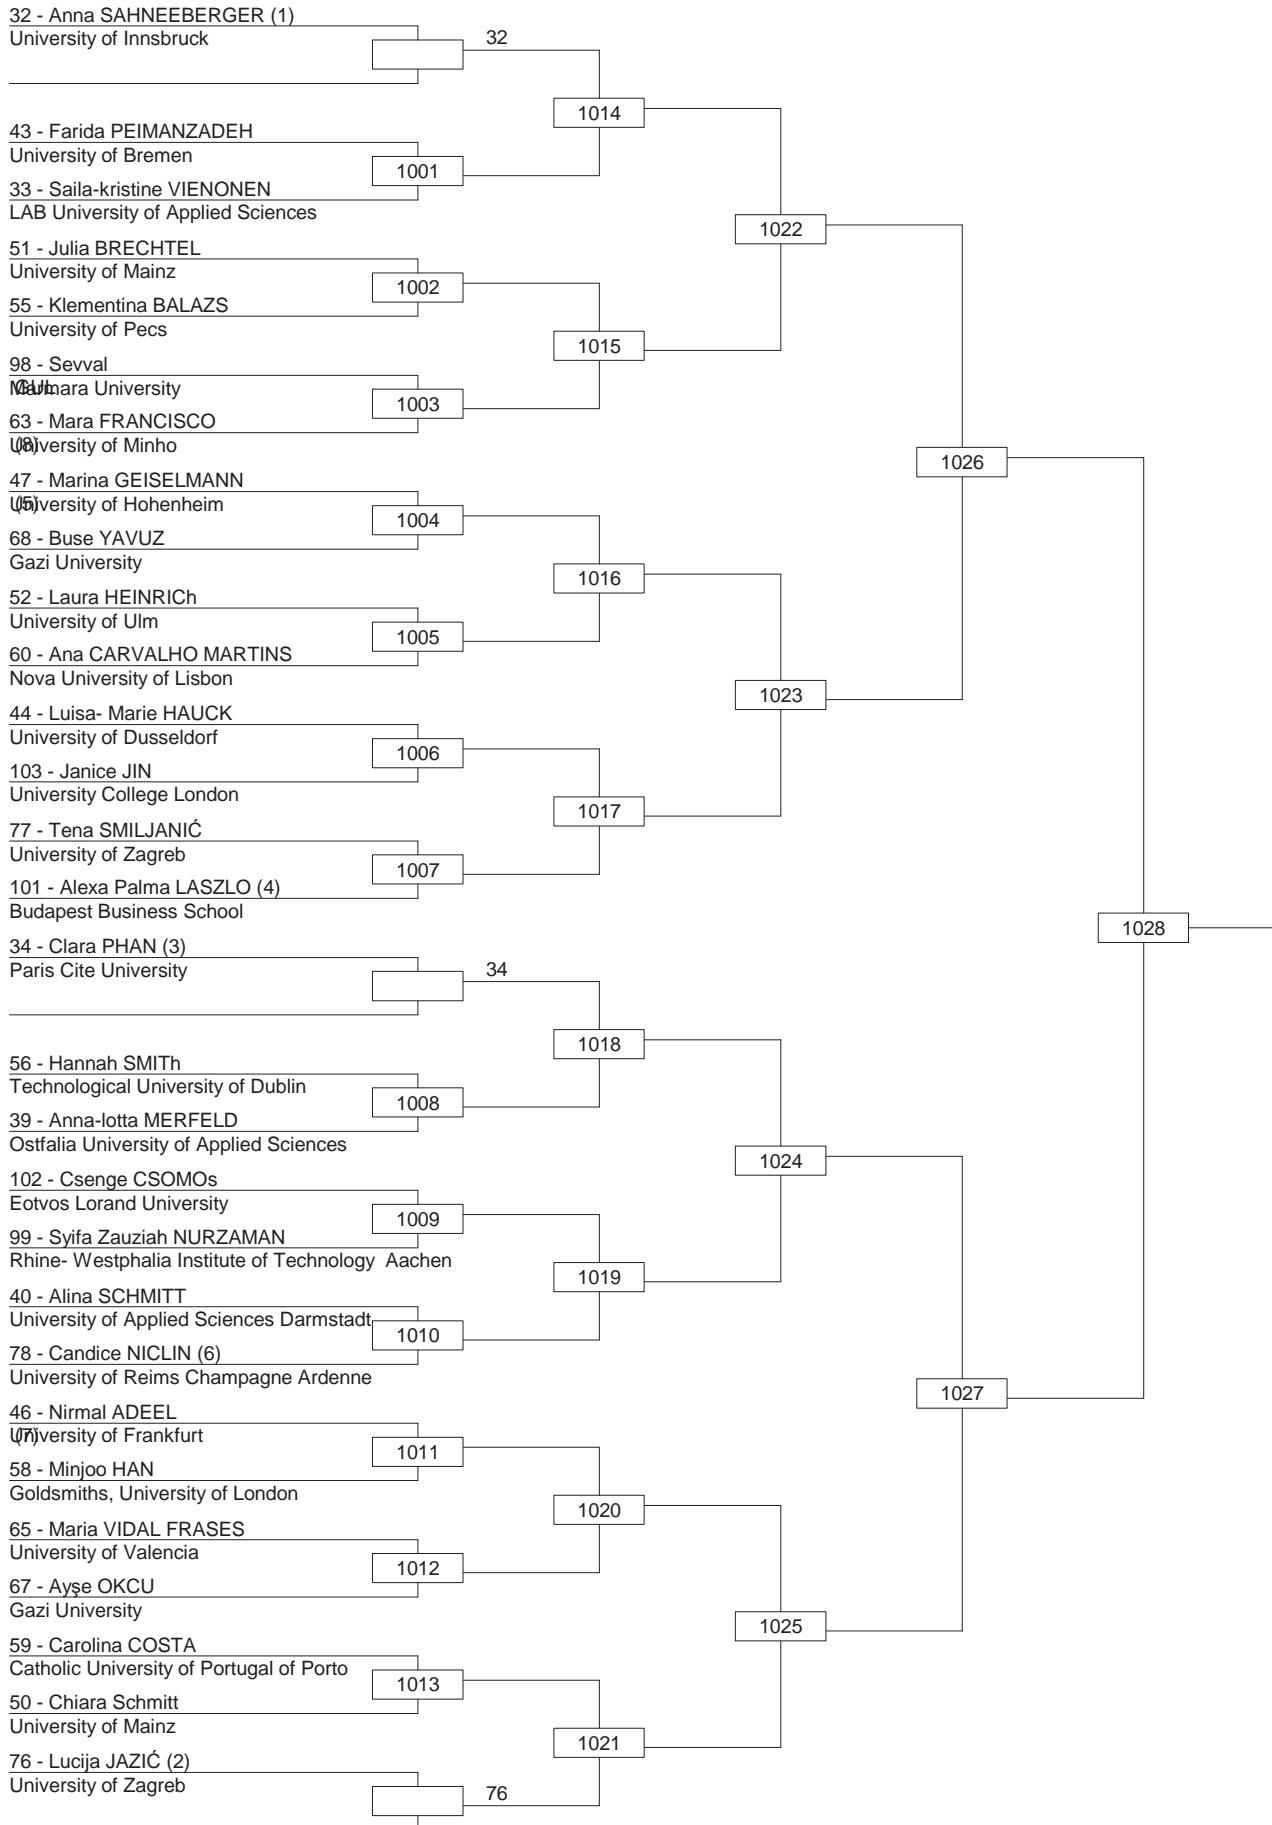 32 - Anna SAHNEEBERGER (1)
University of Innsbruck
32
1014
43 - Farida PEIMANZADEH
University of Bremen
1001
33 - Saila-kristine VIENONEN
LAB University of Applied Sciences
1022
51 - Julia BRECHTEL
University of Mainz
1002
55 - Klementina BALAZS
University of Pecs
1015
98 - Sevval
GUL
Marmara University
1003
63 - Mara FRANCISCO
(8)
University of Minho
1026
47 - Marina GEISELMANN
(5)
University of Hohenheim
1004
68 - Buse YAVUZ
Gazi University
1016
52 - Laura HEINRICh
University of Ulm
1005
60 - Ana CARVALHO MARTINS
Nova University of Lisbon
1023
44 - Luisa- Marie HAUCK
University of Dusseldorf
1006
103 - Janice JIN
University College London
1017
77 - Tena SMILJANIĆ
University of Zagreb
1007
101 - Alexa Palma LASZLO (4)
Budapest Business School
1028
34 - Clara PHAN (3)
Paris Cite University
34
1018
56 - Hannah SMITh
Technological University of Dublin
1008
39 - Anna-lotta MERFELD
Ostfalia University of Applied Sciences
1024
102 - Csenge CSOMOs
Eotvos Lorand University
1009
99 - Syifa Zauziah NURZAMAN
Rhine- Westphalia Institute of Technology  Aachen
1019
40 - Alina SCHMITT
University of Applied Sciences Darmstadt
1010
78 - Candice NICLIN (6)
University of Reims Champagne Ardenne
1027
46 - Nirmal ADEEL
(7)
University of Frankfurt
1011
58 - Minjoo HAN
Goldsmiths, University of London
1020
65 - Maria VIDAL FRASES
University of Valencia
1012
67 - Ayşe OKCU
Gazi University
1025
59 - Carolina COSTA
Catholic University of Portugal of Porto
1013
50 - Chiara Schmitt
University of Mainz
1021
76 - Lucija JAZIĆ (2)
University of Zagreb
76